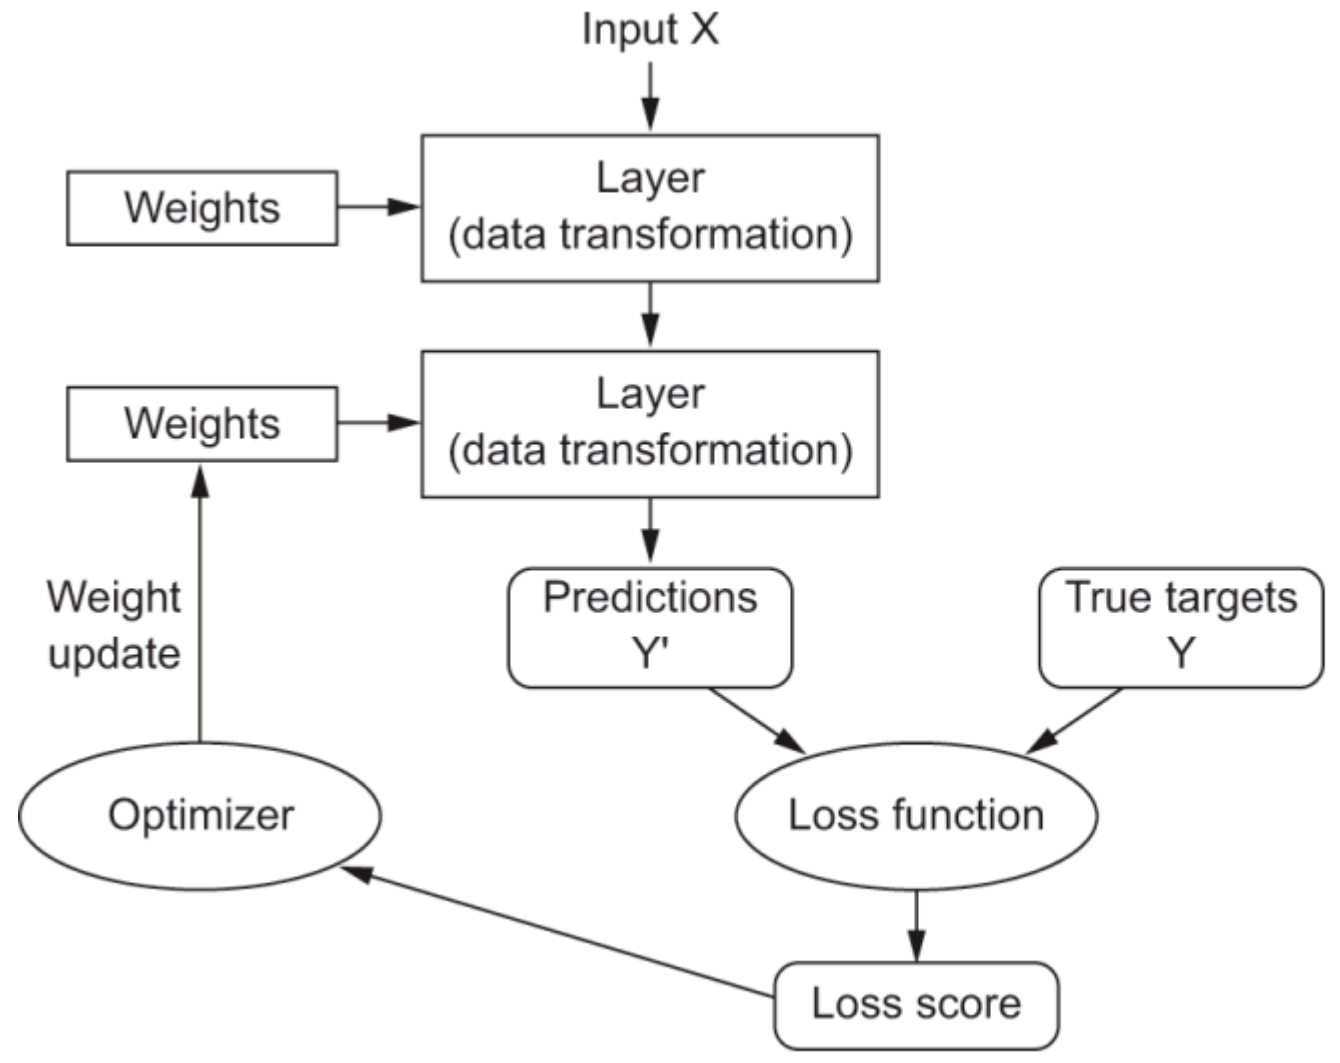 Input X
Weights
Layer
(data transformation)
Weights
Layer
(data transformation)
Weight
update
Predictions
Y'
True targets
Y
Optimizer
Loss function
Loss score